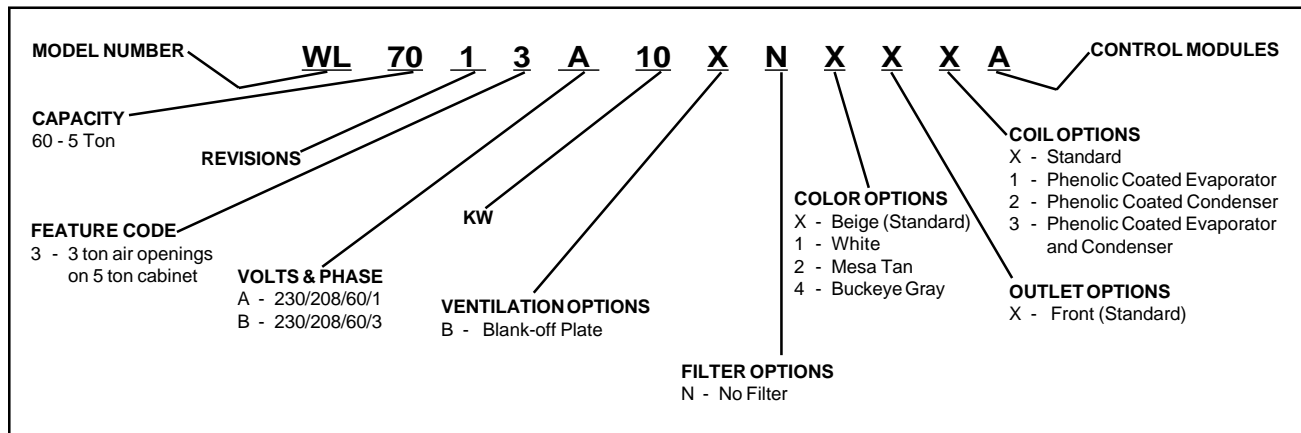 MODEL NUMBER WL 70 1 3 A 10 X N X X X A CONTROL MODULES
CAPACITY
60 - 5 Ton
REVISIONS
FEATURE CODE
3 - 3 ton air openings
on 5 ton cabinet
VOLTS & PHASE
A - 230/208/60/1
B - 230/208/60/3
KW
VENTILATION OPTIONS
B - Blank-off Plate
FILTER OPTIONS
N - No Filter
COLOR OPTIONS
X - Beige (Standard)
1 - White
2 - Mesa Tan
4 - Buckeye Gray
COIL OPTIONS
X - Standard
1 - Phenolic Coated Evaporator
2 - Phenolic Coated Condenser
3 - Phenolic Coated Evaporator
and Condenser
OUTLET OPTIONS
X - Front (Standard)